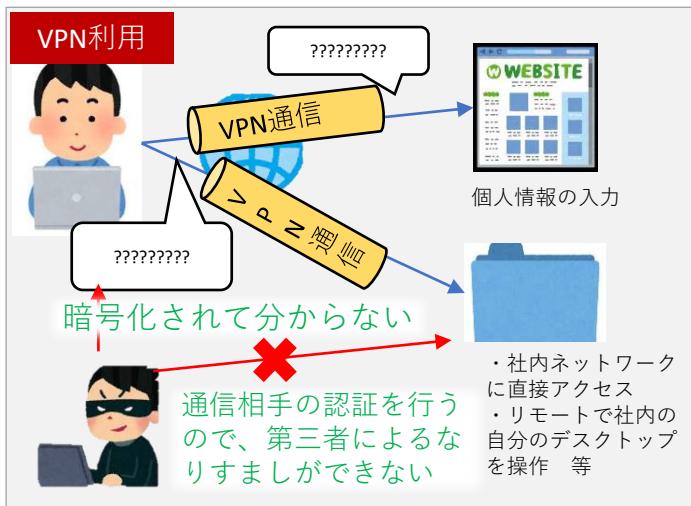 VPN利用
?????????
VPN通信
WEBSITE
個人情報の入力
VPN通信
?????????
暗号化されて分からない
・社内ネットワーク
に直接アクセス
・リモートで社内の
自分のデスクトップ
を操作　等
通信相手の認証を行う
ので、第三者によるな
りすましができない